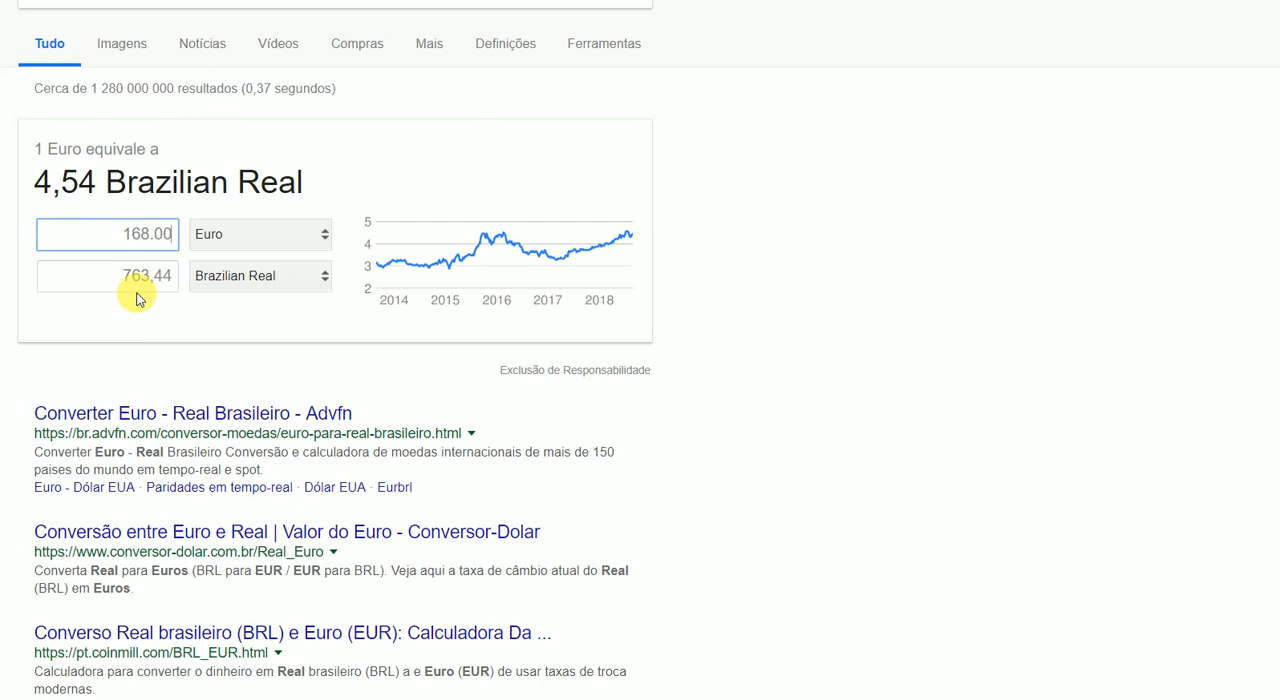 Tudo Imagens Notícias Vídeos Compras Mais Definições Ferramentas
Cerca de 1 280 000 000 resultados (0,37 segundos)
1 Euro equivale a
4,54 Brazilian Real
168.00 Euro
763,44 Brazilian Real
5
4
3
2
2014 2015 2016 2017 2018
Exclusão de Responsabilidade
Converter Euro - Real Brasileiro - Advfn
https://br.advfn.com/conversor-moedas/euro-para-real-brasileiro.html
Converter Euro - Real Brasileiro Conversão e calculadora de moedas internacionais de mais de 150
paises do mundo em tempo-real e spot.
Euro - Dólar EUA · Paridades em tempo-real · Dólar EUA · Eurbrl
Conversão entre Euro e Real | Valor do Euro - Conversor-Dolar
https://www.conversor-dolar.com.br/Real_Euro
Converta Real para Euros (BRL para EUR / EUR para BRL). Veja aqui a taxa de câmbio atual do Real
(BRL) em Euros.
Converso Real brasileiro (BRL) e Euro (EUR): Calculadora Da ...
https://pt.coinmill.com/BRL_EUR.html
Calculadora para converter o dinheiro em Real brasileiro (BRL) a e Euro (EUR) de usar taxas de troca
modernas.